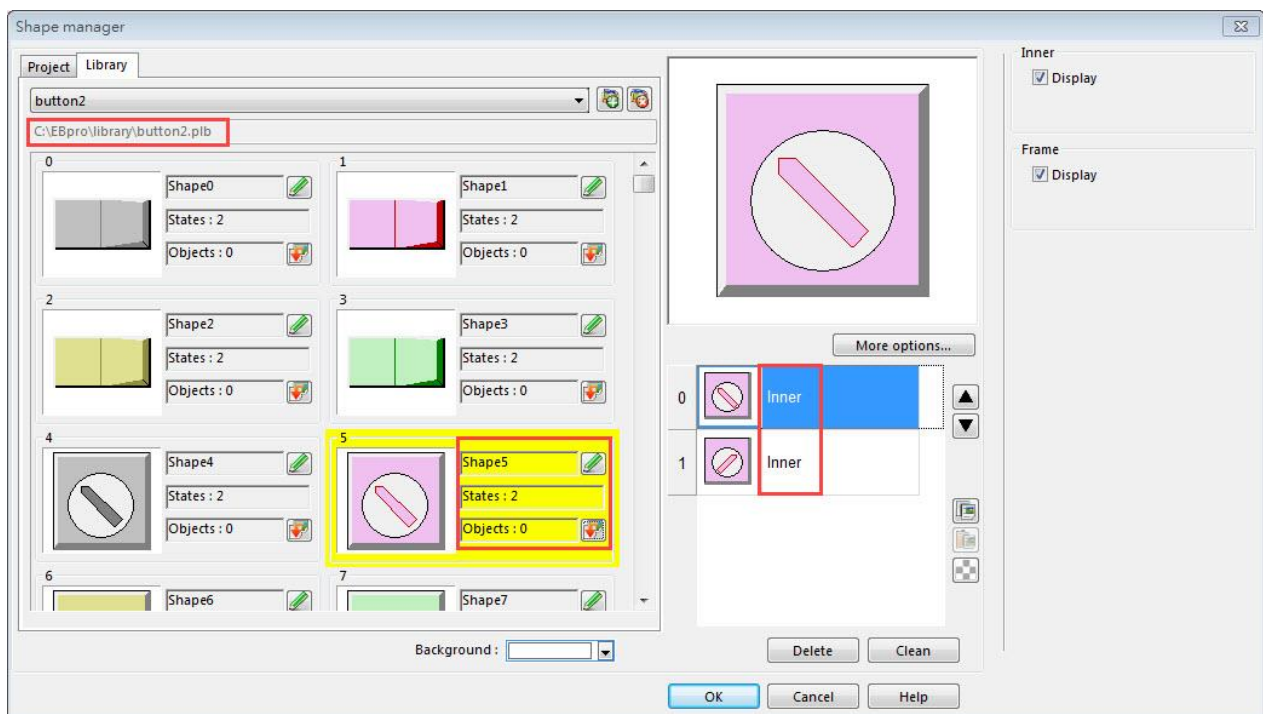 Shape manager
Project Library
button2
C:\EBpro\library\button2.plb
0
Shape0
States : 2
Objects : 0
1
Shape1
States : 2
Objects : 0
2
Shape2
States : 2
Objects : 0
3
Shape3
States : 2
Objects : 0
4
Shape4
States : 2
Objects : 0
5
Shape5
States : 2
Objects : 0
6
Shape6
7
Shape7
Background :
More options...
0 Inner
1 Inner
Delete Clean
OK Cancel Help
Inner
Display
Frame
Display